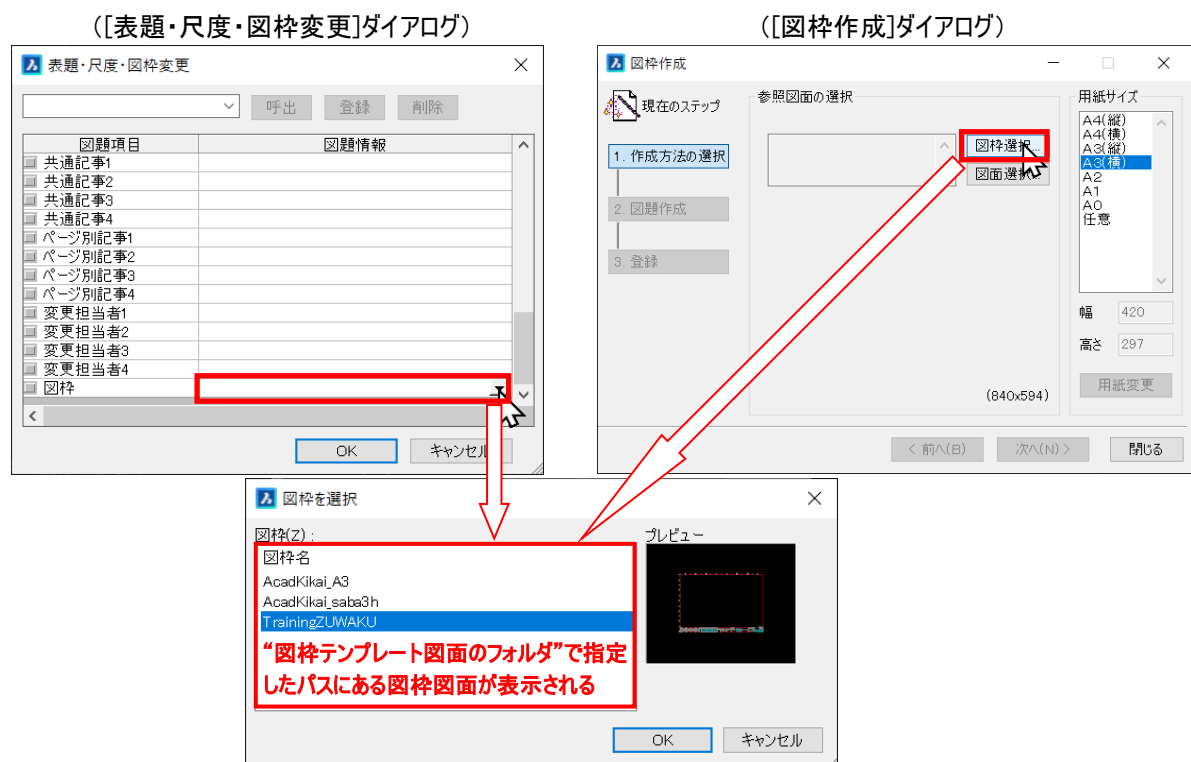 ([表題・尺度・図枠変更]ダイアログ)
表題・尺度・図枠変更
呼出 登録 削除
図題項目 図題情報
共通記事1
共通記事2
共通記事3
共通記事4
ページ別記事1
ページ別記事2
ページ別記事3
ページ別記事4
変更担当者1
変更担当者2
変更担当者3
変更担当者4
図枠
OK キャンセル
([図枠作成]ダイアログ)
図枠作成
現在のステップ
1. 作成方法の選択
2. 図題作成
3. 登録
参照図面の選択
図枠選択...
図面選択...
(840x594)
用紙サイズ
A4(縦)
A4(横)
A3(縦)
A3(横)
A2
A1
A0
任意
幅 420
高さ 297
用紙変更
< 前へ(B) 次へ(N) > 閉じる
図枠を選択
図枠(Z) :
図枠名
AcadKikai_A3
AcadKikai_saba3h
TrainingZUWAKU
“図枠テンプレート図面のフォルダ”で指定
したパスにある図枠図面が表示される
プレビュー
OK キャンセル